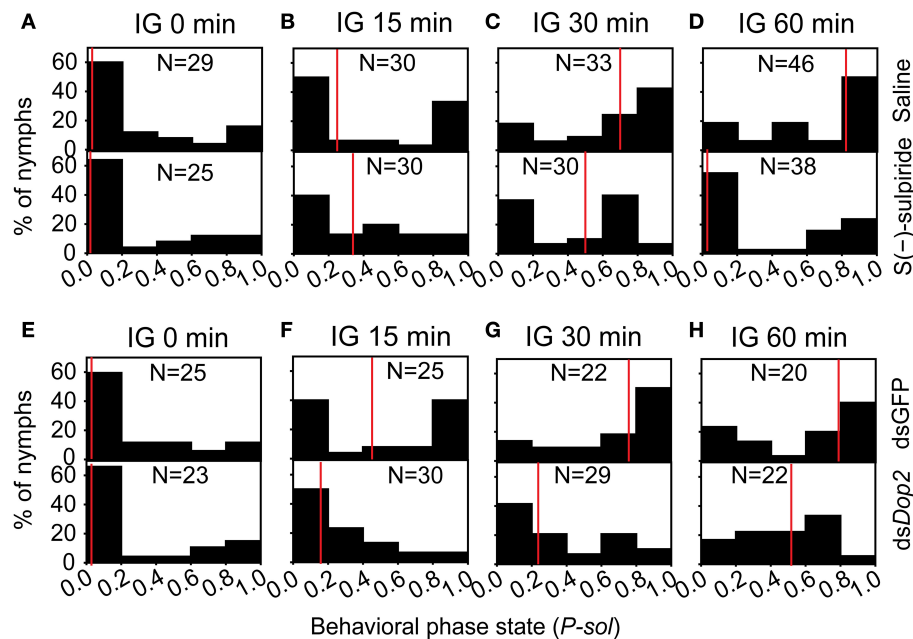 A IG 0 min B IG 15 min C IG 30 min D IG 60 min
60 N=29 N=30 N=33 N=46 Saline
40
20
0
60 N=25 N=30 N=30 N=38 S(−)-sulpiride
40
20
0
% of nymphs
0.0 0.2 0.4 0.6 0.8 1.0 0.0 0.2 0.4 0.6 0.8 1.0 0.0 0.2 0.4 0.6 0.8 1.0 0.0 0.2 0.4 0.6 0.8 1.0
E IG 0 min F IG 15 min G IG 30 min H IG 60 min
60 N=25 N=25 N=22 N=20 dsGFP
40
20
0
60 N=23 N=30 N=29 N=22 dsDop2
40
20
0
% of nymphs
0.0 0.2 0.4 0.6 0.8 1.0 0.0 0.2 0.4 0.6 0.8 1.0 0.0 0.2 0.4 0.6 0.8 1.0 0.0 0.2 0.4 0.6 0.8 1.0
Behavioral phase state (P-sol)